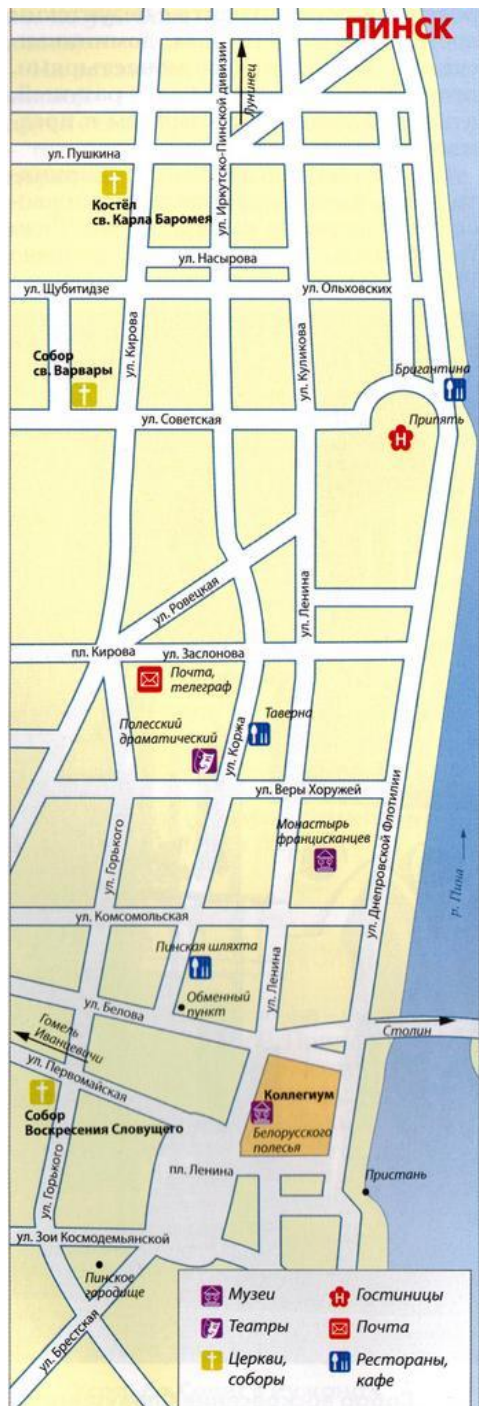 ПИНСК
ул. Иркутско-Пинской дивизии
Лунинец
ул. Пушкина
Костёл
св. Карла Баромея
ул. Насырова
ул. Щубитидзе
ул. Ольховских
ул. Кирова
ул. Куликова
Собор
св. Варвары
Бригантина
ул. Советская
Припять
ул. Ровецкая
ул. Ленина
пл. Кирова
ул. Заслонова
Почта,
телеграф
Полесский
драматический
ул. Коржа
Таверна
ул. Веры Хоружей
ул. Горького
Монастырь
францисканцев
ул. Днепровской Флотилии
р. Пина
ул. Комсомольская
Пинская шляхта
ул. Ленина
Обменный
пункт
ул. Белова
Гомель
Иванцевичи
Столин
ул. Первомайская
Коллегиум
Собор
Воскресения Словущего
Белорусского
полесья
пл. Ленина
Пристань
ул. Горького
ул. Зои Космодемьянской
Пинское
городище
ул. Брестская
Музеи
Театры
Церкви,
соборы
Гостиницы
Почта
Рестораны,
кафе